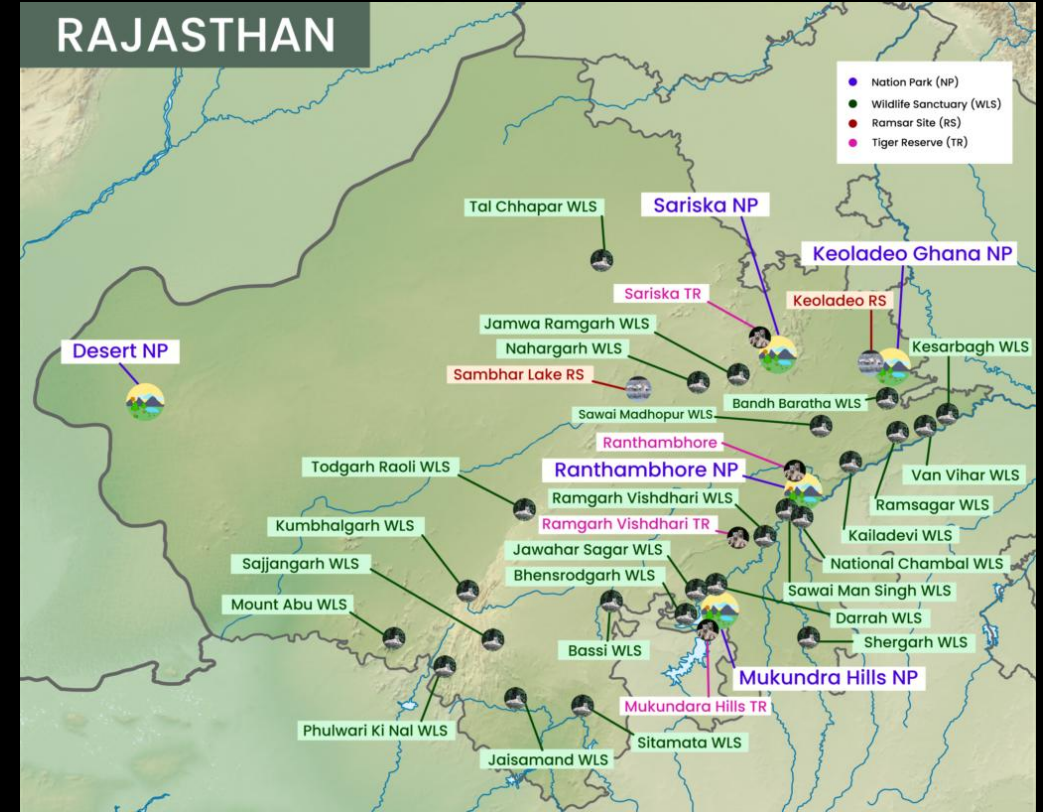 RAJASTHAN
Nation Park (NP)
Wildlife Sanctuary (WLS)
Ramsar Site (RS)
Tiger Reserve (TR)
Tal Chhapar WLS
Sariska NP
Keoladeo Ghana NP
Sariska TR
Keoladeo RS
Jamwa Ramgarh WLS
Nahargarh WLS
Kesarbagh WLS
Desert NP
Sambhar Lake RS
Bandh Baratha WLS
Sawai Madhopur WLS
Ranthambhore
Todgarh Raoli WLS
Ranthambhore NP
Van Vihar WLS
Ramgarh Vishdhari WLS
Ramsagar WLS
Kumbhalgarh WLS
Ramgarh Vishdhari TR
Kailadevi WLS
Jawahar Sagar WLS
Sajjangarh WLS
National Chambal WLS
Bhensrodgarh WLS
Sawai Man Singh WLS
Mount Abu WLS
Darrah WLS
Shergarh WLS
Bassi WLS
Mukundra Hills NP
Mukundara Hills TR
Phulwari Ki Nal WLS
Sitamata WLS
Jaisamand WLS